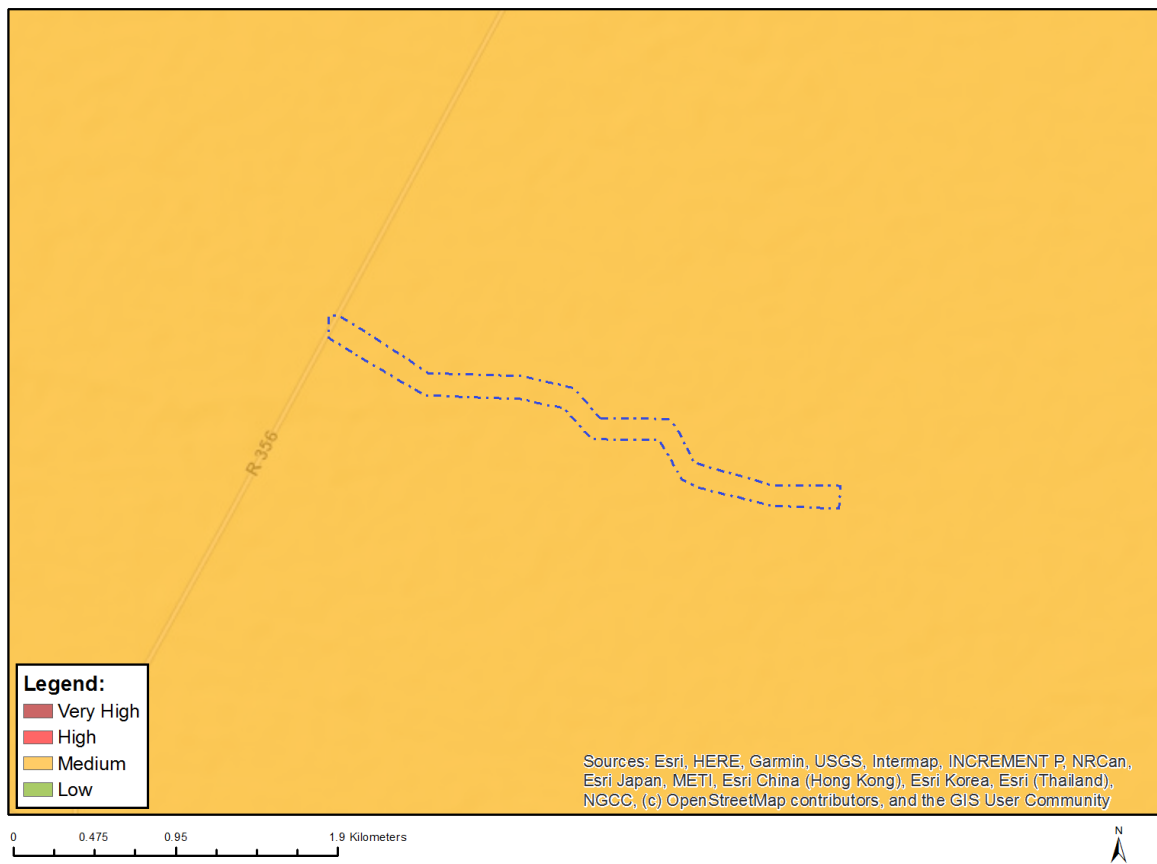 R 356
Legend:
Very High
High
Medium
Low
Sources: Esri, HERE, Garmin, USGS, Intermap, INCREMENT P, NRCan,
Esri Japan, METI, Esri China (Hong Kong), Esri Korea, Esri (Thailand),
NGCC, (c) OpenStreetMap contributors, and the GIS User Community
0 0.475 0.95 1.9 Kilometers
N